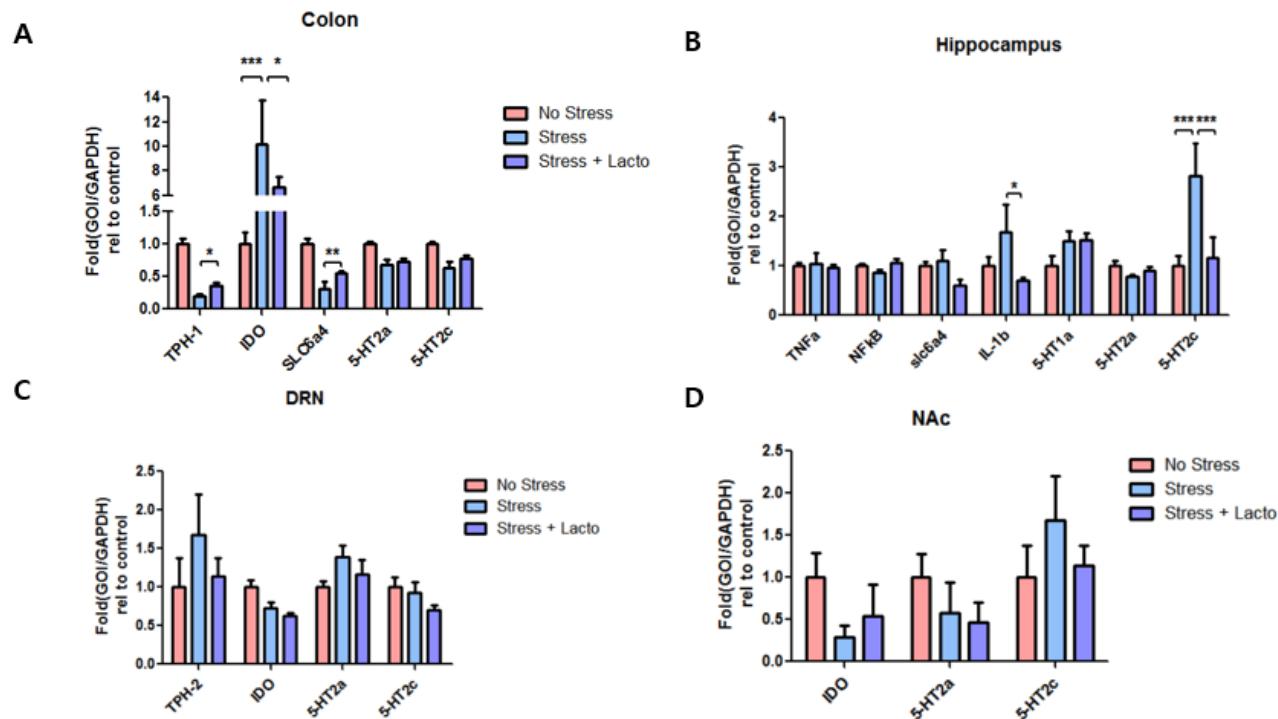 A
Colon
*** *
14
12
10
8
6
1.5
1.0
0.5
0.0
Fold(GOI/GAPDH)
rel to control
*
**
TPH-1
IDO
SLC6a4
5-HT2a
5-HT2c
No Stress
Stress
Stress + Lacto
B
Hippocampus
4
3
2
1
0
Fold(GOI/GAPDH)
rel to control
*
*** ***
TNFa
NFkB
slc6a4
IL-1b
5-HT1a
5-HT2a
5-HT2c
C
DRN
2.5
2.0
1.5
1.0
0.5
0.0
Fold(GOI/GAPDH)
rel to control
TPH-2
IDO
5-HT2a
5-HT2c
No Stress
Stress
Stress + Lacto
D
NAc
2.5
2.0
1.5
1.0
0.5
0.0
Fold(GOI/GAPDH)
rel to control
IDO
5-HT2a
5-HT2c
No Stress
Stress
Stress + Lacto